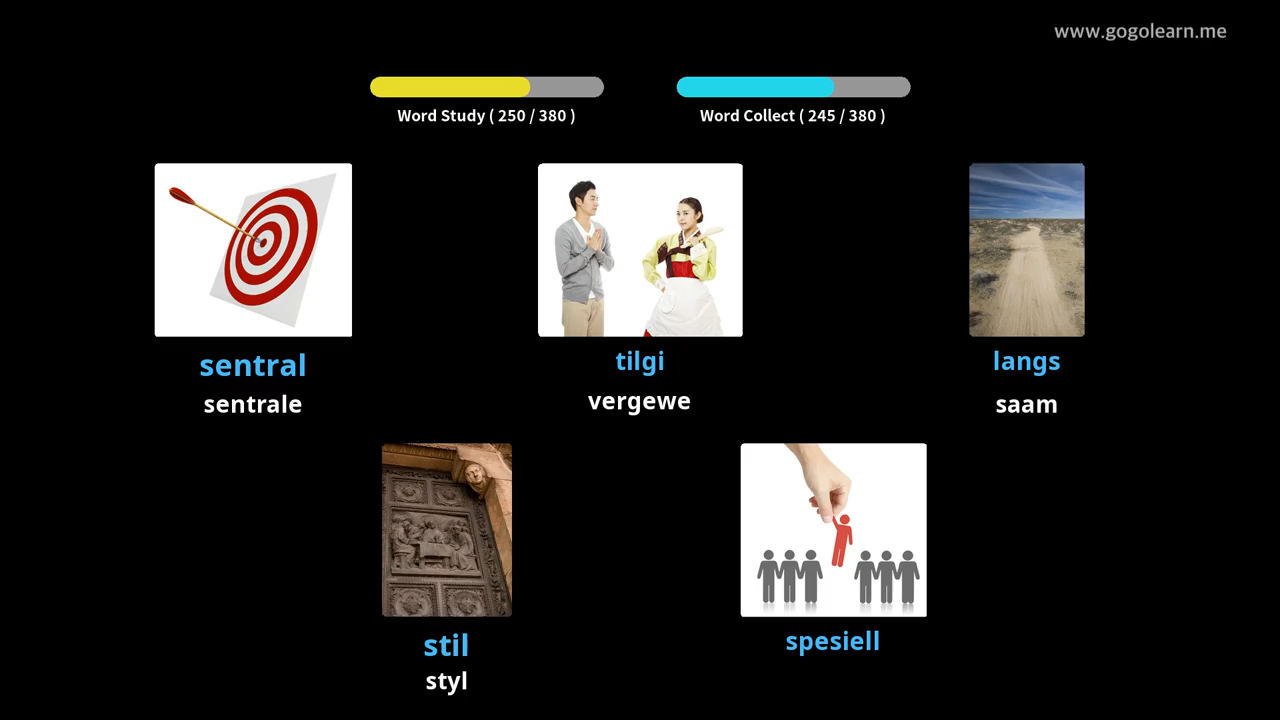 www.gogolearn.me
Word Study ( 250 / 380 )
Word Collect ( 245 / 380 )
sentral
sentrale
tilgi
vergewe
langs
saam
stil
styl
spesiell